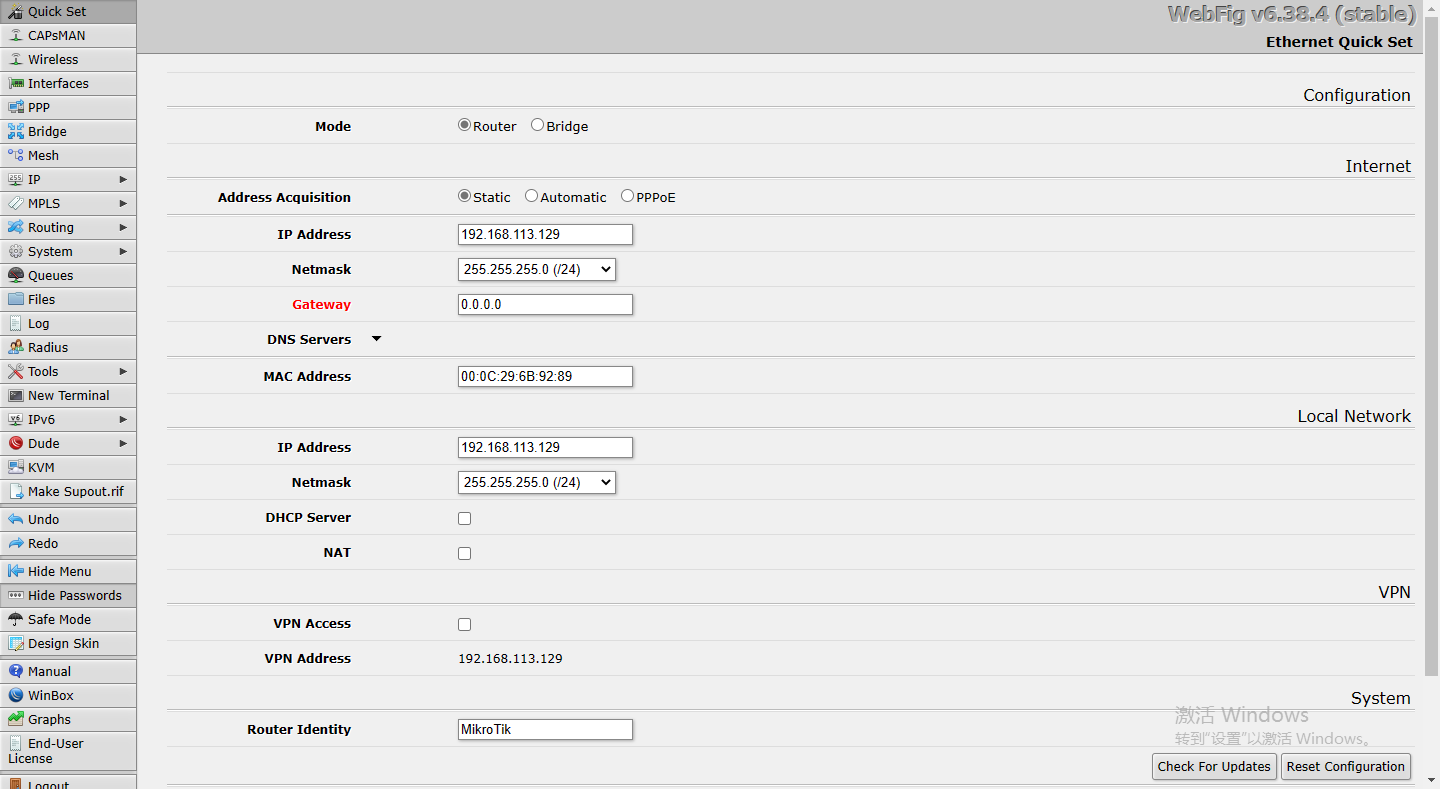 Quick Set
CAPsMAN
Wireless
Interfaces
PPP
Bridge
Mesh
IP
MPLS
Routing
System
Queues
Files
Log
Radius
Tools
New Terminal
IPv6
Dude
KVM
Make Supout.rif
Undo
Redo
Hide Menu
Hide Passwords
Safe Mode
Design Skin
Manual
WinBox
Graphs
End-User
License
Logout
WebFig v6.38.4 (stable)
Ethernet Quick Set
Configuration
Mode Router Bridge
Internet
Address Acquisition Static Automatic PPPoE
IP Address 192.168.113.129
Netmask 255.255.255.0 (/24)
Gateway 0.0.0.0
DNS Servers
MAC Address 00:0C:29:6B:92:89
Local Network
IP Address 192.168.113.129
Netmask 255.255.255.0 (/24)
DHCP Server
NAT
VPN
VPN Access
VPN Address 192.168.113.129
System
Router Identity MikroTik
激活 Windows
转到“设置”以激活 Windows。
Check For Updates Reset Configuration